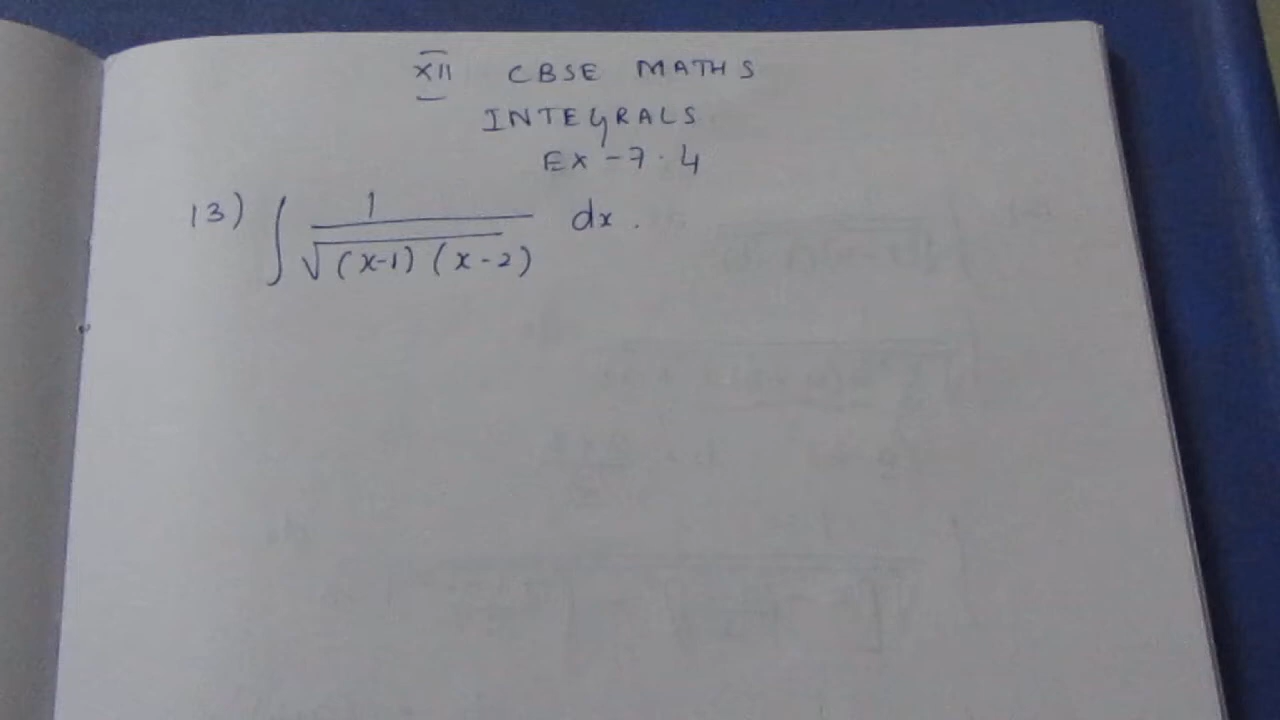 XII CBSE MATHS
INTEGRALS
EX-7.4
13) ∫ 1/√(x-1)(x-2) dx.